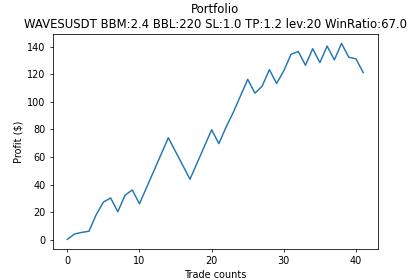 Portfolio
WAVESUSDT BBM:2.4 BBL:220 SL:1.0 TP:1.2 lev:20 WinRatio:67.0
140
120
100
80
60
40
20
0
Profit ($)
0 10 20 30 40
Trade counts